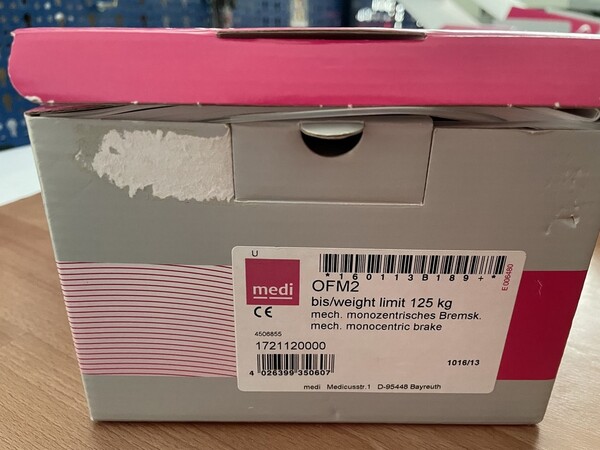 U
*160113B189+*
E 006480
medi
CE
OFM2
bis/weight limit 125 kg
mech. monozentrisches Bremsk.
mech. monocentric brake
4506855
1721120000
1016/13
4 026399 350607
medi Medicusstr.1 D-95448 Bayreuth